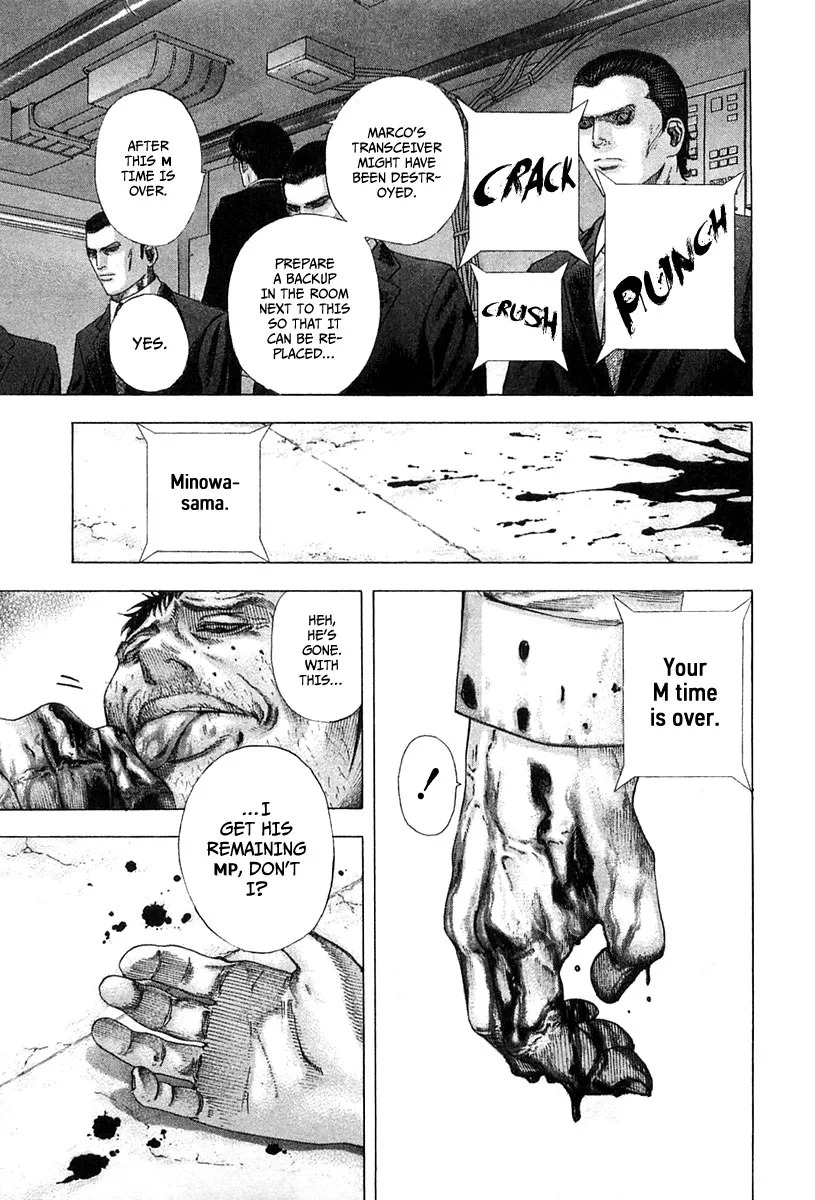 CRACK
PUNCH
CRUSH
MARCO'S
TRANSCEIVER
MIGHT HAVE
BEEN DESTR-
OYED.
PREPARE
A BACKUP
IN THE ROOM
NEXT TO THIS
SO THAT IT
CAN BE RE-
PLACED...
AFTER
THIS M
TIME IS
OVER.
YES.
Minowa-
sama.
Your
M time
is over.
!
HEH,
HE'S
GONE.
WITH
THIS...
...I
GET HIS
REMAINING
MP, DON'T
I?